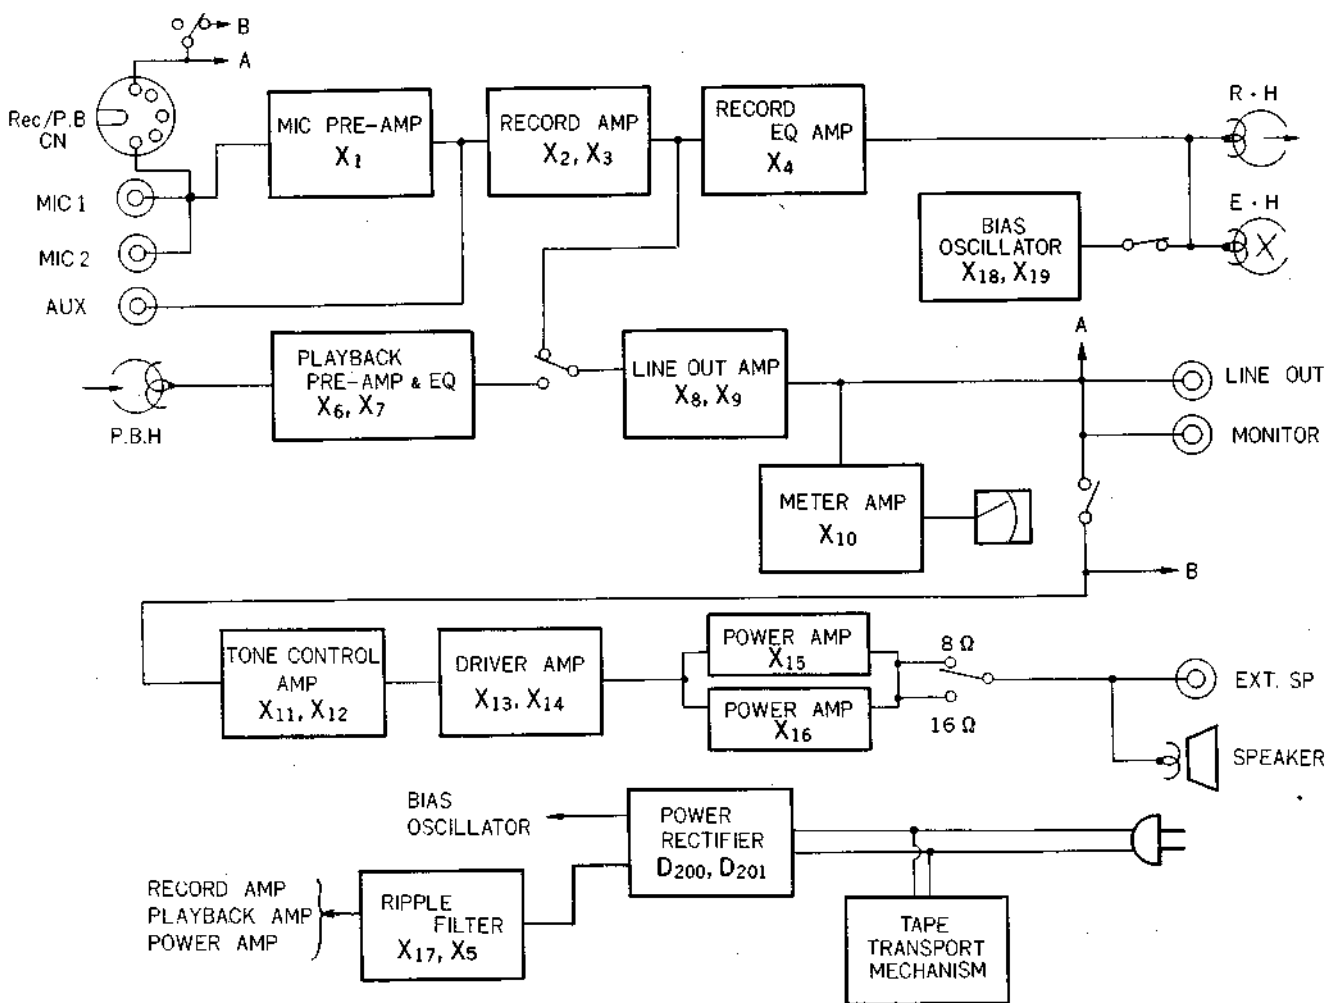 B
A
Rec/P.B
CN
MIC 1
MIC 2
AUX
MIC PRE-AMP
X1
RECORD AMP
X2, X3
RECORD
EQ AMP
X4
R・H
E・H
X
BIAS
OSCILLATOR
X18, X19
P.B.H
PLAYBACK
PRE-AMP & EQ
X6, X7
LINE OUT AMP
X8, X9
A
LINE OUT
MONITOR
METER AMP
X10
B
TONE CONTROL
AMP
X11, X12
DRIVER AMP
X13, X14
POWER AMP
X15
POWER AMP
X16
8 Ω
16 Ω
EXT. SP
SPEAKER
BIAS
OSCILLATOR
POWER
RECTIFIER
D200, D201
RECORD AMP
PLAYBACK AMP
POWER AMP
RIPPLE
FILTER
X17, X5
TAPE
TRANSPORT
MECHANISM